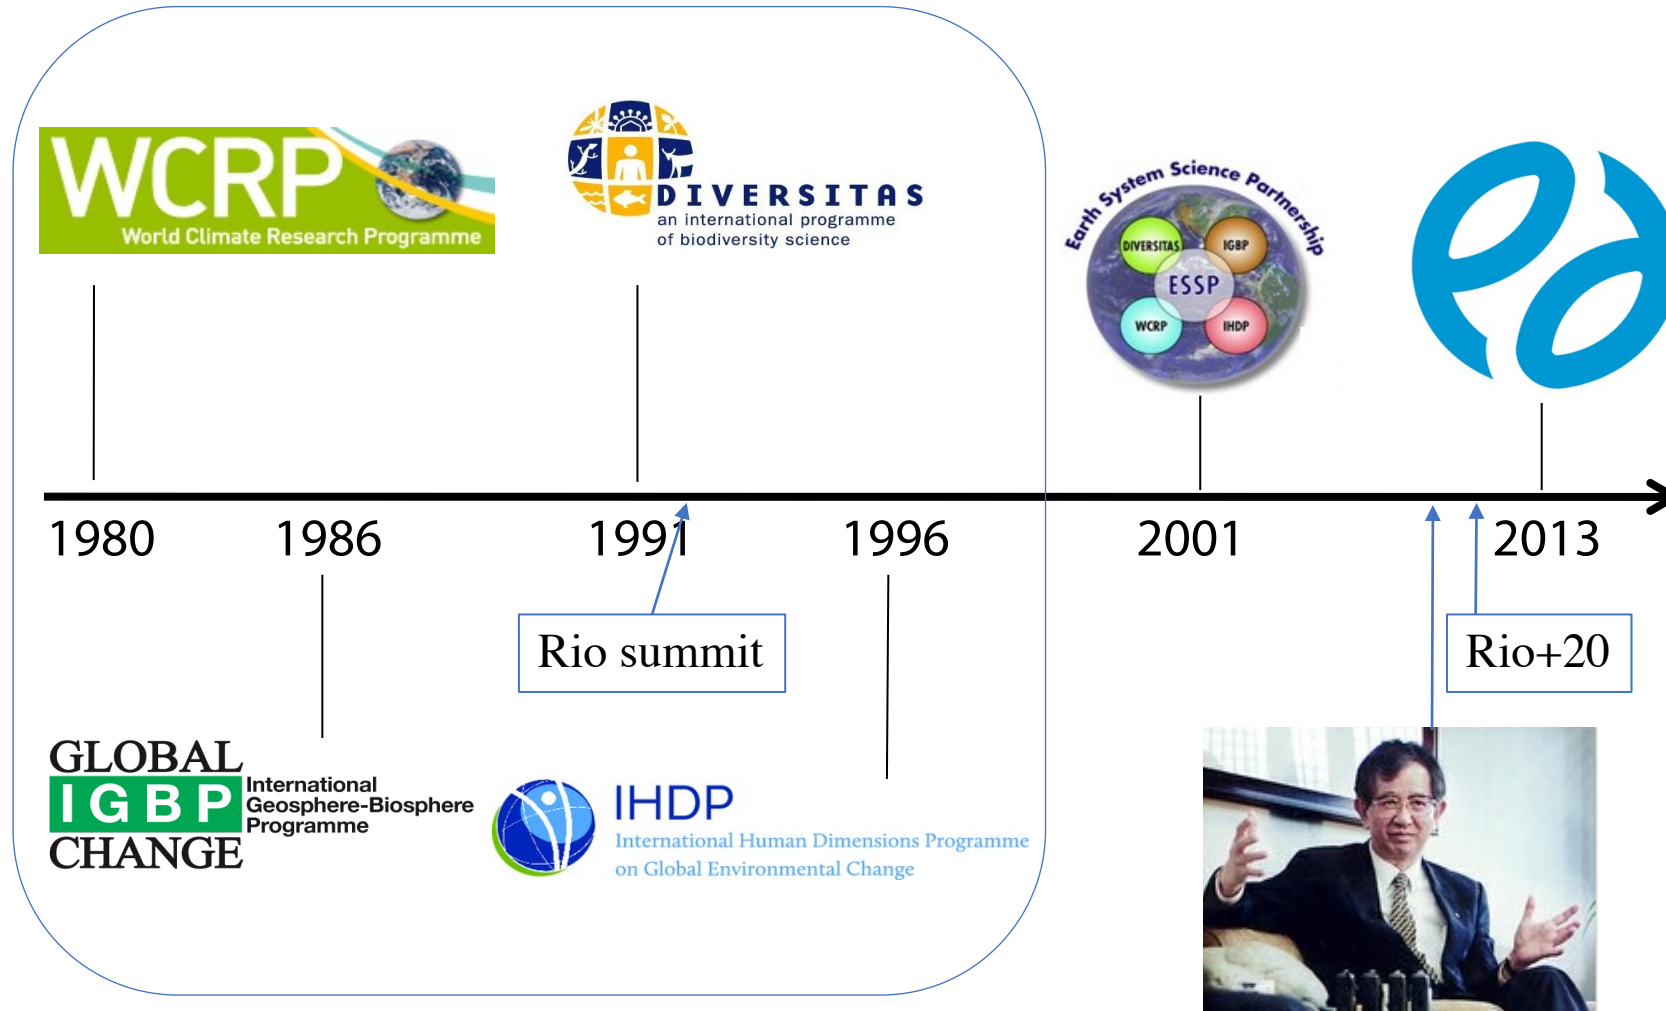 WCRP
World Climate Research Programme
DIVERSITAS
an international programme
of biodiversity science
Earth System Science Partnership
DIVERSITAS
IGBP
ESSP
WCRP
IHDP
1980
1986
1991
1996
2001
2013
Rio summit
Rio+20
GLOBAL
IGBP
CHANGE
International
Geosphere-Biosphere
Programme
IHDP
International Human Dimensions Programme
on Global Environmental Change